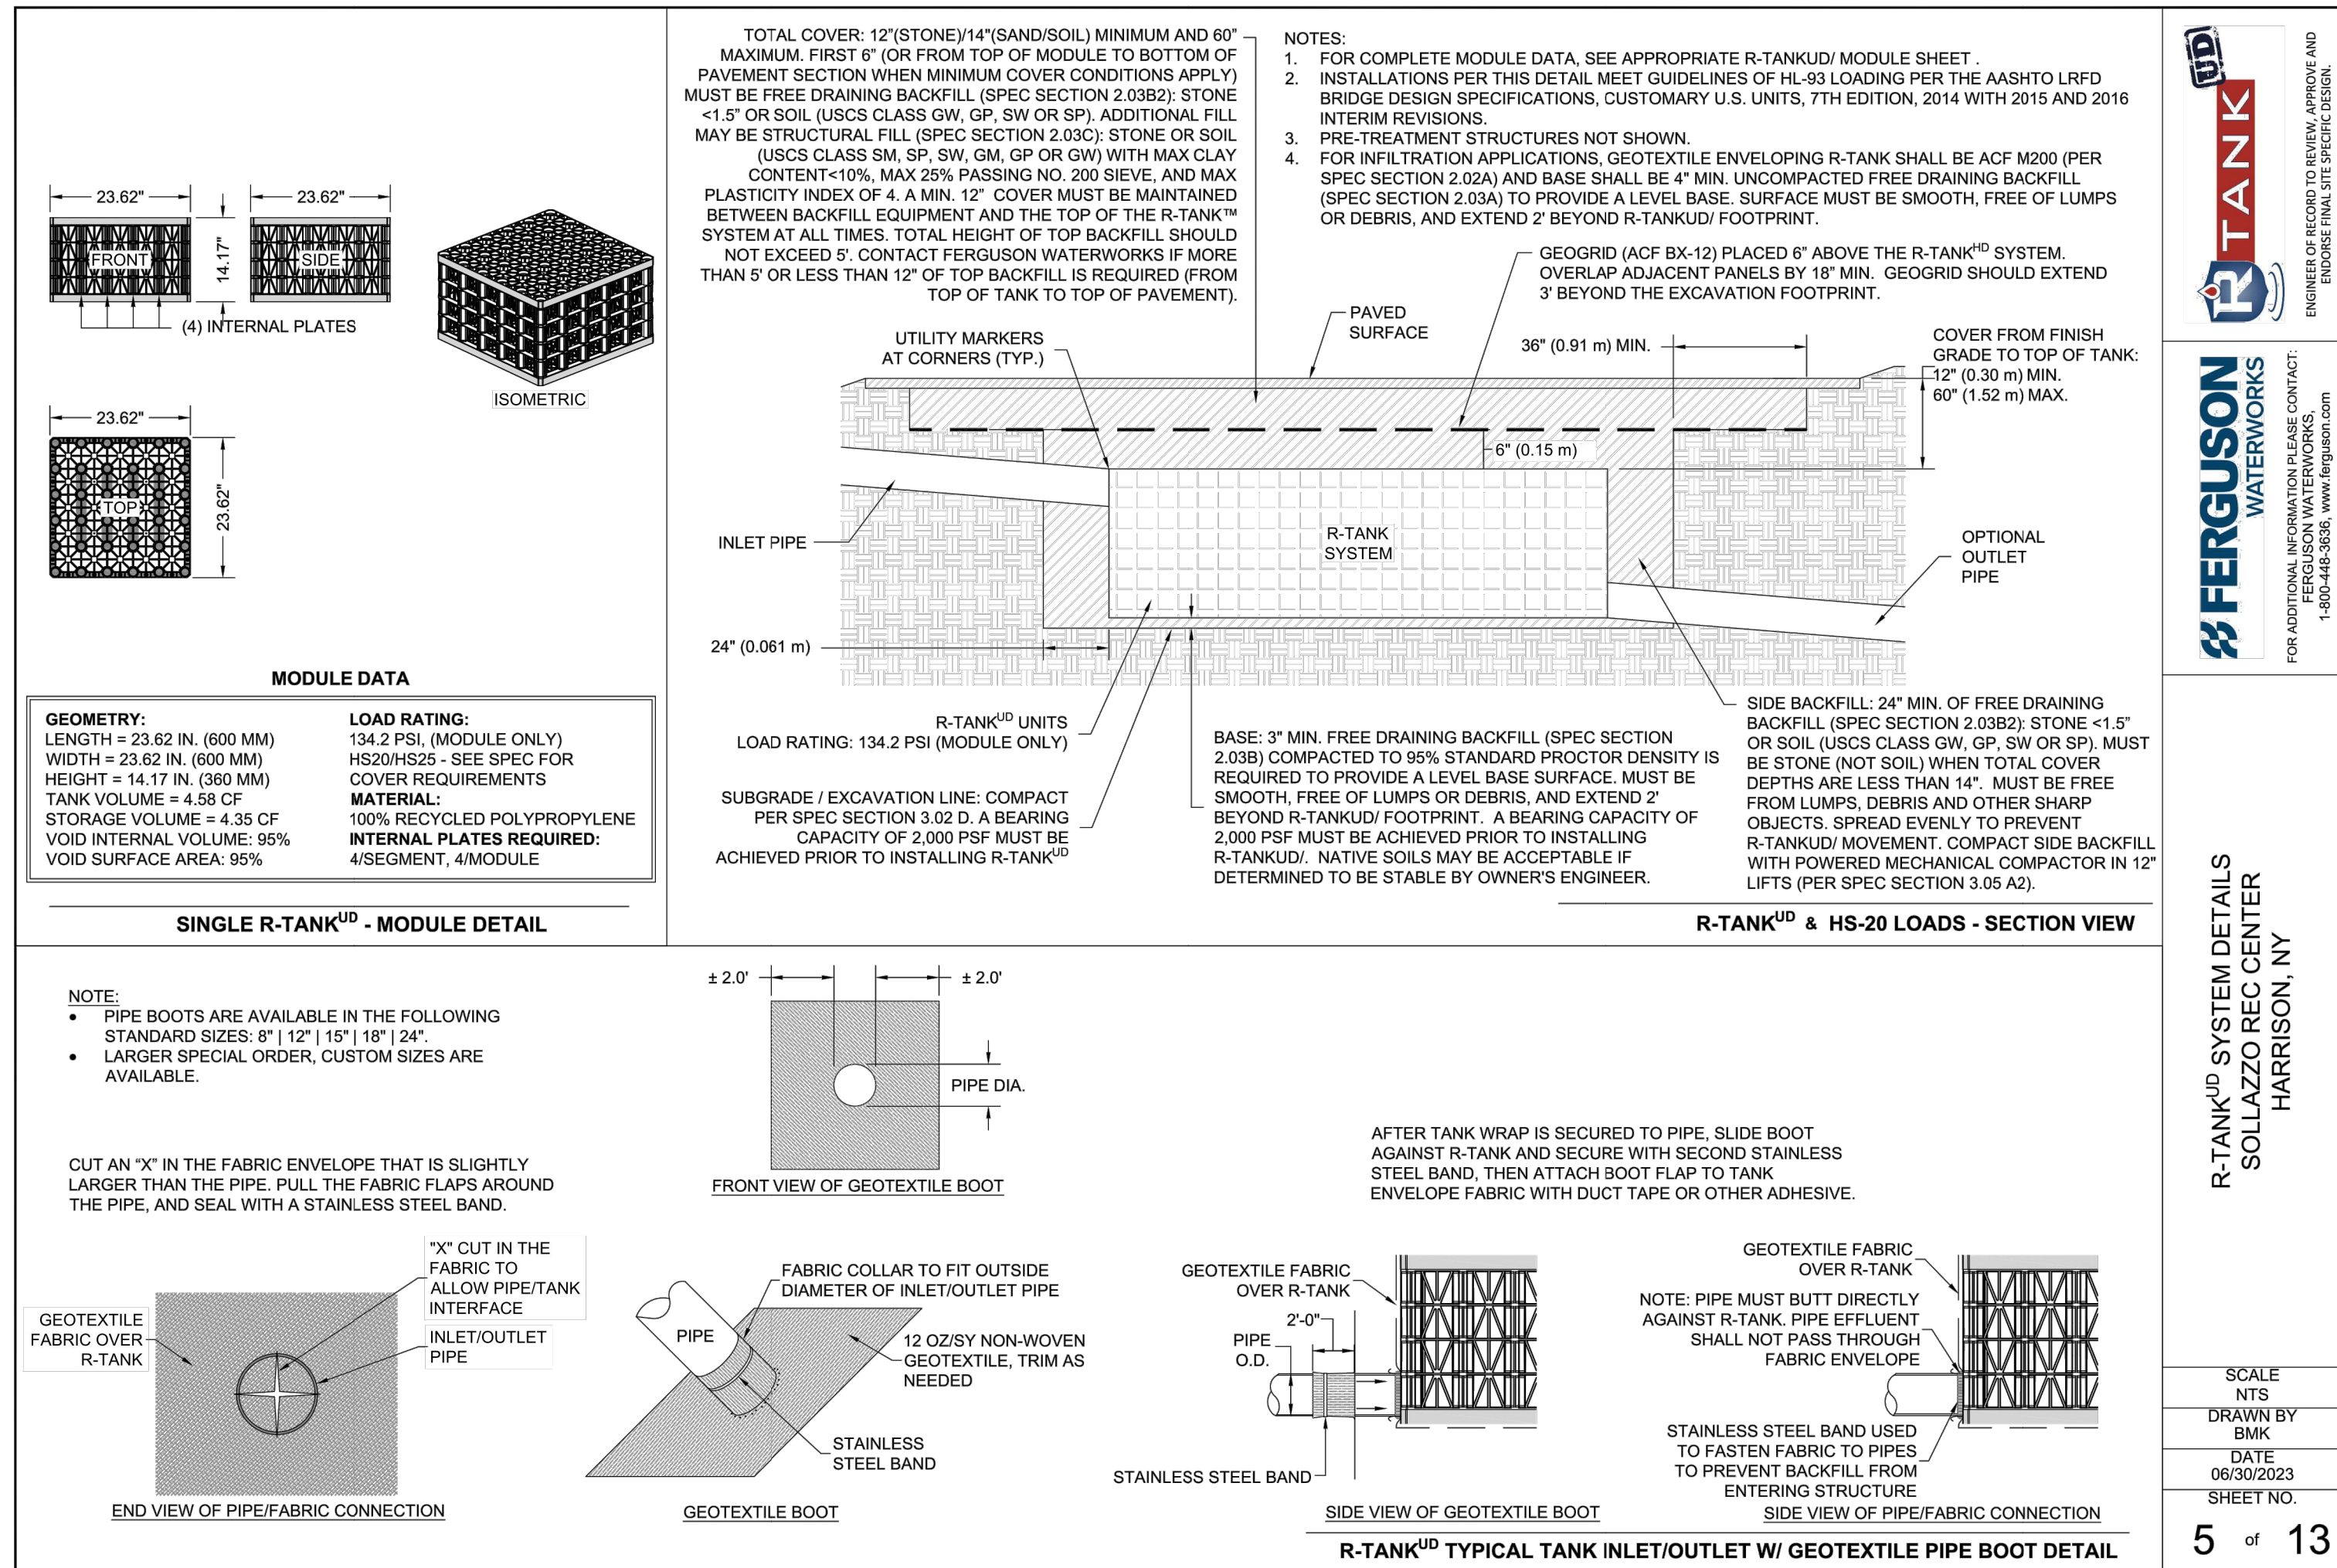 23.62"
23.62"
FRONT
SIDE
14.17"
(4) INTERNAL PLATES
ISOMETRIC
23.62"
TOP
23.62"
MODULE DATA
GEOMETRY:
LENGTH = 23.62 IN. (600 MM)
WIDTH = 23.62 IN. (600 MM)
HEIGHT = 14.17 IN. (360 MM)
TANK VOLUME = 4.58 CF
STORAGE VOLUME = 4.35 CF
VOID INTERNAL VOLUME: 95%
VOID SURFACE AREA: 95%
LOAD RATING:
134.2 PSI, (MODULE ONLY)
HS20/HS25 - SEE SPEC FOR
COVER REQUIREMENTS
MATERIAL:
100% RECYCLED POLYPROPYLENE
INTERNAL PLATES REQUIRED:
4/SEGMENT, 4/MODULE
SINGLE R-TANKUD - MODULE DETAIL
TOTAL COVER: 12"(STONE)/14"(SAND/SOIL) MINIMUM AND 60"
MAXIMUM. FIRST 6" (OR FROM TOP OF MODULE TO BOTTOM OF
PAVEMENT SECTION WHEN MINIMUM COVER CONDITIONS APPLY)
MUST BE FREE DRAINING BACKFILL (SPEC SECTION 2.03B2): STONE
<1.5" OR SOIL (USCS CLASS GW, GP, SW OR SP). ADDITIONAL FILL
MAY BE STRUCTURAL FILL (SPEC SECTION 2.03C): STONE OR SOIL
(USCS CLASS SM, SP, SW, GM, GP OR GW) WITH MAX CLAY
CONTENT<10%, MAX 25% PASSING NO. 200 SIEVE, AND MAX
PLASTICITY INDEX OF 4. A MIN. 12" COVER MUST BE MAINTAINED
BETWEEN BACKFILL EQUIPMENT AND THE TOP OF THE R-TANK™
SYSTEM AT ALL TIMES. TOTAL HEIGHT OF TOP BACKFILL SHOULD
NOT EXCEED 5'. CONTACT FERGUSON WATERWORKS IF MORE
THAN 5' OR LESS THAN 12" OF TOP BACKFILL IS REQUIRED (FROM
TOP OF TANK TO TOP OF PAVEMENT).
NOTES:
1. FOR COMPLETE MODULE DATA, SEE APPROPRIATE R-TANKUD/ MODULE SHEET .
2. INSTALLATIONS PER THIS DETAIL MEET GUIDELINES OF HL-93 LOADING PER THE AASHTO LRFD
BRIDGE DESIGN SPECIFICATIONS, CUSTOMARY U.S. UNITS, 7TH EDITION, 2014 WITH 2015 AND 2016
INTERIM REVISIONS.
3. PRE-TREATMENT STRUCTURES NOT SHOWN.
4. FOR INFILTRATION APPLICATIONS, GEOTEXTILE ENVELOPING R-TANK SHALL BE ACF M200 (PER
SPEC SECTION 2.02A) AND BASE SHALL BE 4" MIN. UNCOMPACTED FREE DRAINING BACKFILL
(SPEC SECTION 2.03A) TO PROVIDE A LEVEL BASE. SURFACE MUST BE SMOOTH, FREE OF LUMPS
OR DEBRIS, AND EXTEND 2' BEYOND R-TANKUD/ FOOTPRINT.
GEOGRID (ACF BX-12) PLACED 6" ABOVE THE R-TANKHD SYSTEM.
OVERLAP ADJACENT PANELS BY 18" MIN. GEOGRID SHOULD EXTEND
3' BEYOND THE EXCAVATION FOOTPRINT.
PAVED
SURFACE
UTILITY MARKERS
AT CORNERS (TYP.)
36" (0.91 m) MIN.
COVER FROM FINISH
GRADE TO TOP OF TANK:
12" (0.30 m) MIN.
60" (1.52 m) MAX.
6" (0.15 m)
INLET PIPE
R-TANK
SYSTEM
OPTIONAL
OUTLET
PIPE
24" (0.061 m)
R-TANKUD UNITS
LOAD RATING: 134.2 PSI (MODULE ONLY)
SUBGRADE / EXCAVATION LINE: COMPACT
PER SPEC SECTION 3.02 D. A BEARING
CAPACITY OF 2,000 PSF MUST BE
ACHIEVED PRIOR TO INSTALLING R-TANKUD
BASE: 3" MIN. FREE DRAINING BACKFILL (SPEC SECTION
2.03B) COMPACTED TO 95% STANDARD PROCTOR DENSITY IS
REQUIRED TO PROVIDE A LEVEL BASE SURFACE. MUST BE
SMOOTH, FREE OF LUMPS OR DEBRIS, AND EXTEND 2'
BEYOND R-TANKUD/ FOOTPRINT. A BEARING CAPACITY OF
2,000 PSF MUST BE ACHIEVED PRIOR TO INSTALLING
R-TANKUD/. NATIVE SOILS MAY BE ACCEPTABLE IF
DETERMINED TO BE STABLE BY OWNER'S ENGINEER.
SIDE BACKFILL: 24" MIN. OF FREE DRAINING
BACKFILL (SPEC SECTION 2.03B2): STONE <1.5"
OR SOIL (USCS CLASS GW, GP, SW OR SP). MUST
BE STONE (NOT SOIL) WHEN TOTAL COVER
DEPTHS ARE LESS THAN 14". MUST BE FREE
FROM LUMPS, DEBRIS AND OTHER SHARP
OBJECTS. SPREAD EVENLY TO PREVENT
R-TANKUD/ MOVEMENT. COMPACT SIDE BACKFILL
WITH POWERED MECHANICAL COMPACTOR IN 12"
LIFTS (PER SPEC SECTION 3.05 A2).
R-TANKUD & HS-20 LOADS - SECTION VIEW
NOTE:
• PIPE BOOTS ARE AVAILABLE IN THE FOLLOWING
STANDARD SIZES: 8" | 12" | 15" | 18" | 24".
• LARGER SPECIAL ORDER, CUSTOM SIZES ARE
AVAILABLE.
CUT AN "X" IN THE FABRIC ENVELOPE THAT IS SLIGHTLY
LARGER THAN THE PIPE. PULL THE FABRIC FLAPS AROUND
THE PIPE, AND SEAL WITH A STAINLESS STEEL BAND.
± 2.0'
± 2.0'
PIPE DIA.
FRONT VIEW OF GEOTEXTILE BOOT
AFTER TANK WRAP IS SECURED TO PIPE, SLIDE BOOT
AGAINST R-TANK AND SECURE WITH SECOND STAINLESS
STEEL BAND, THEN ATTACH BOOT FLAP TO TANK
ENVELOPE FABRIC WITH DUCT TAPE OR OTHER ADHESIVE.
"X" CUT IN THE
FABRIC TO
ALLOW PIPE/TANK
INTERFACE
GEOTEXTILE
FABRIC OVER
R-TANK
INLET/OUTLET
PIPE
END VIEW OF PIPE/FABRIC CONNECTION
FABRIC COLLAR TO FIT OUTSIDE
DIAMETER OF INLET/OUTLET PIPE
PIPE
12 OZ/SY NON-WOVEN
GEOTEXTILE, TRIM AS
NEEDED
STAINLESS
STEEL BAND
GEOTEXTILE BOOT
GEOTEXTILE FABRIC
OVER R-TANK
2'-0"
PIPE
O.D.
STAINLESS STEEL BAND
SIDE VIEW OF GEOTEXTILE BOOT
GEOTEXTILE FABRIC
OVER R-TANK
NOTE: PIPE MUST BUTT DIRECTLY
AGAINST R-TANK. PIPE EFFLUENT
SHALL NOT PASS THROUGH
FABRIC ENVELOPE
STAINLESS STEEL BAND USED
TO FASTEN FABRIC TO PIPES
TO PREVENT BACKFILL FROM
ENTERING STRUCTURE
SIDE VIEW OF PIPE/FABRIC CONNECTION
R-TANKUD TYPICAL TANK INLET/OUTLET W/ GEOTEXTILE PIPE BOOT DETAIL
R TANK UD
ENGINEER OF RECORD TO REVIEW, APPROVE AND
ENDORSE FINAL SITE SPECIFIC DESIGN.
FERGUSON
WATERWORKS
FOR ADDITIONAL INFORMATION PLEASE CONTACT:
FERGUSON WATERWORKS,
1-800-448-3636, www.ferguson.com
R-TANKUD SYSTEM DETAILS
SOLLAZZO REC CENTER
HARRISON, NY
SCALE
NTS
DRAWN BY
BMK
DATE
06/30/2023
SHEET NO.
5 of 13